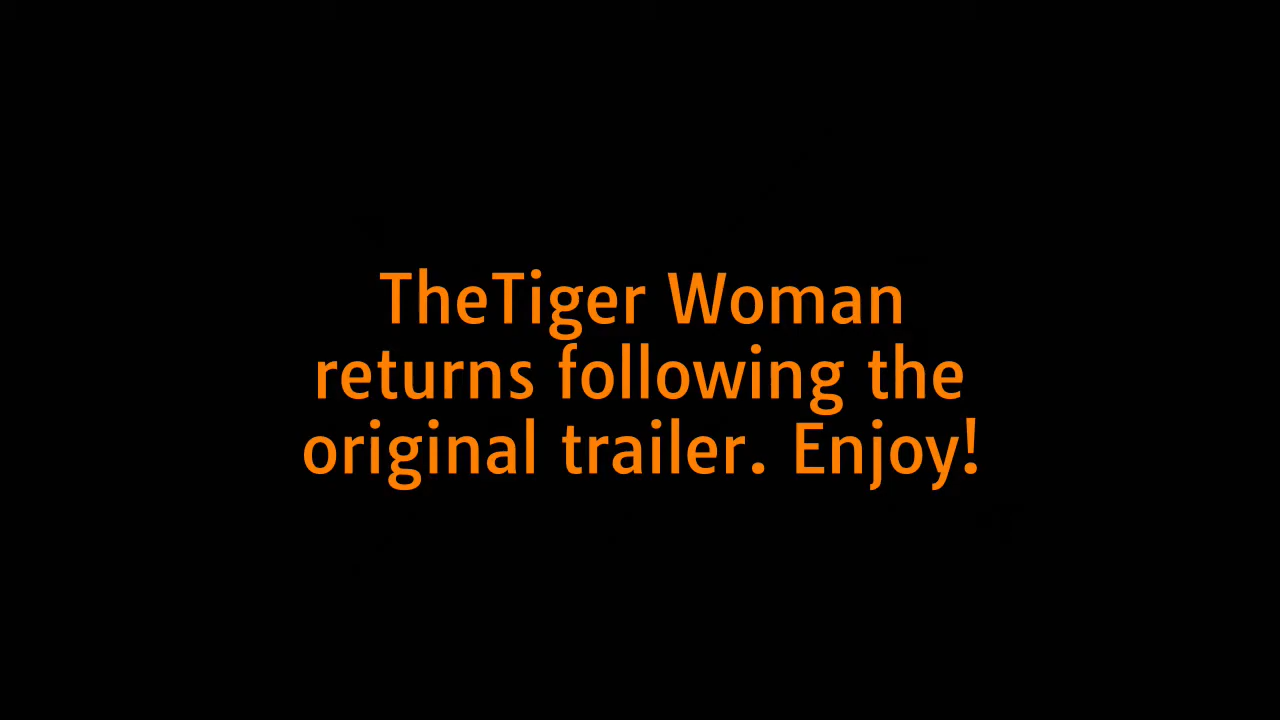 TheTiger Woman
returns following the
original trailer. Enjoy!